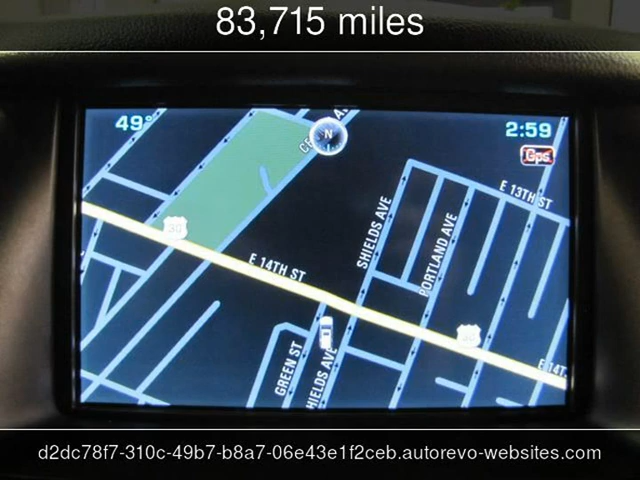 83,715 miles
49°
N
2:59
Gps
E 13TH ST
SHIELDS AVE
PORTLAND AVE
30
E 14TH ST
30
GREEN ST
HIELDS AVE
E 14T
d2dc78f7-310c-49b7-b8a7-06e43e1f2ceb.autorevo-websites.com